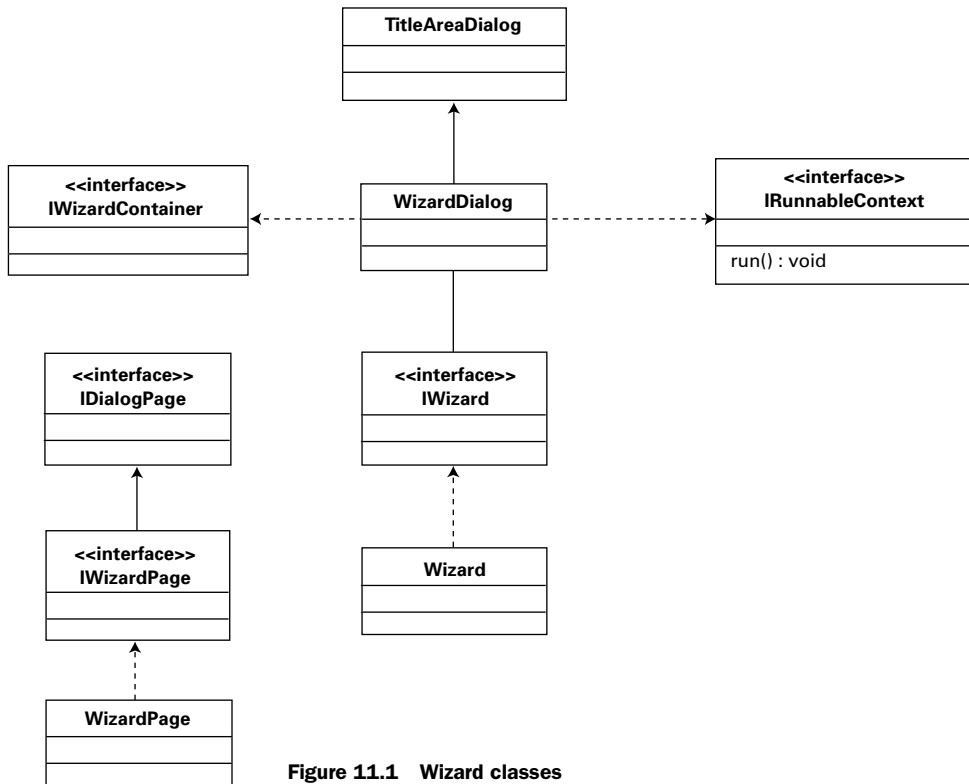 TitleAreaDialog
<<interface>>
IWizardContainer
WizardDialog
<<interface>>
IRunnableContext
run() : void
<<interface>>
IDialogPage
<<interface>>
IWizard
<<interface>>
IWizardPage
Wizard
WizardPage
Figure 11.1 Wizard classes